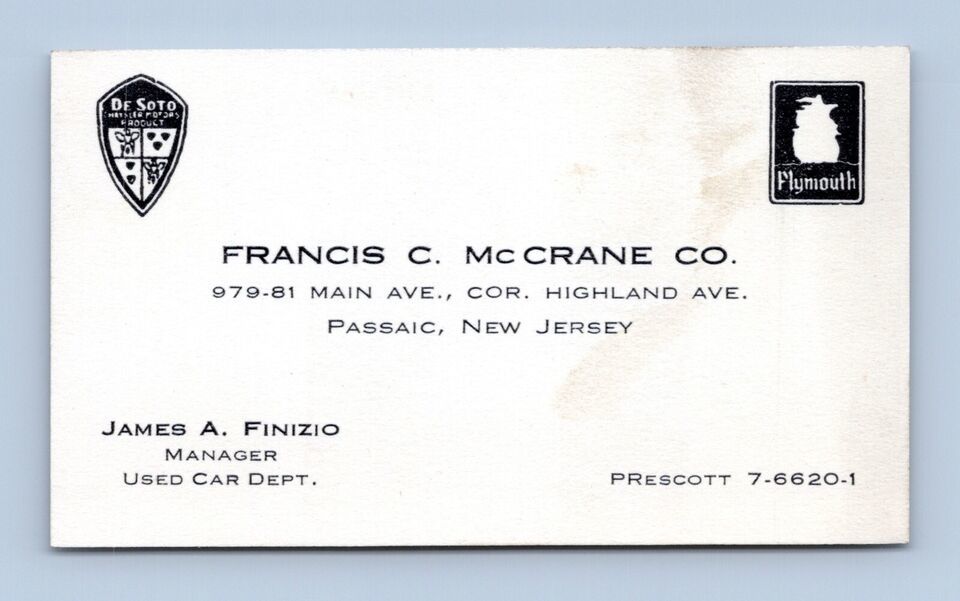 DE SOTO
CHRYSLER MOTORS
PRODUCT
Plymouth
FRANCIS C. McCRANE CO.
979-81 MAIN AVE., COR. HIGHLAND AVE.
PASSAIC, NEW JERSEY
JAMES A. FINIZIO
MANAGER
USED CAR DEPT.
PRESCOTT 7-6620-1